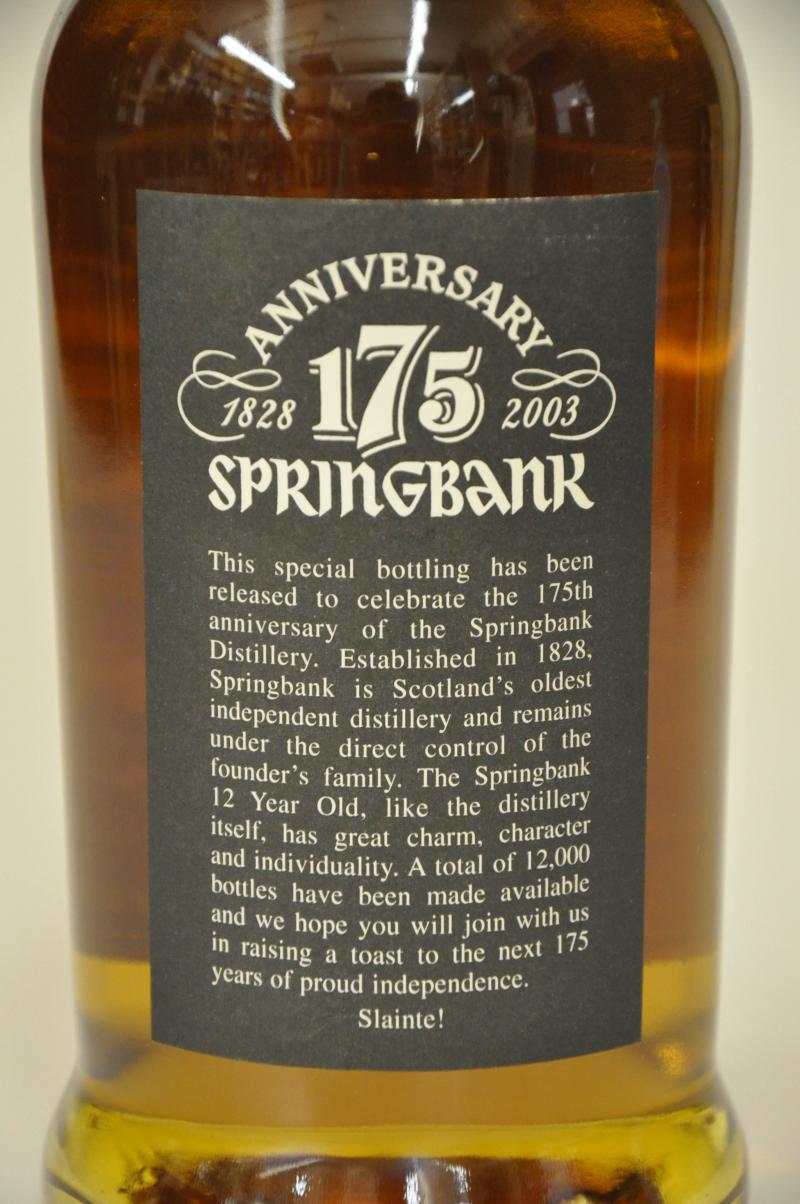 ANNIVERSARY
1828 175 2003
SPRINGBANK
This special bottling has been
released to celebrate the 175th
anniversary of the Springbank
Distillery. Established in 1828,
Springbank is Scotland's oldest
independent distillery and remains
under the direct control of the
founder's family. The Springbank
12 Year Old, like the distillery
itself, has great charm, character
and individuality. A total of 12,000
bottles have been made available
and we hope you will join with us
in raising a toast to the next 175
years of proud independence.
Slainte!